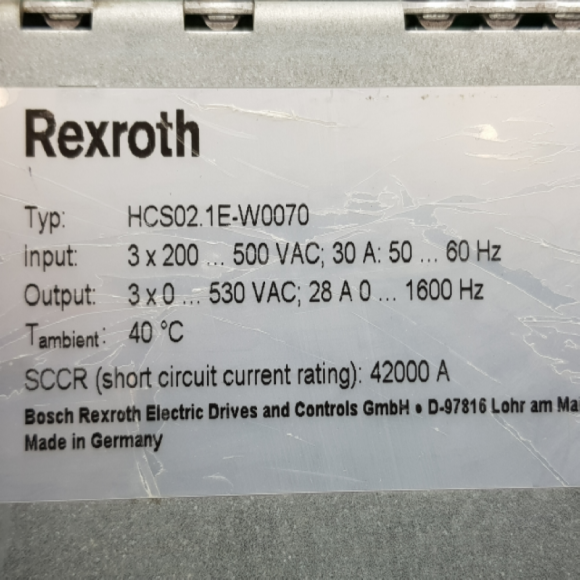 Rexroth
Typ: HCS02.1E-W0070
input: 3 x 200 ... 500 VAC; 30 A: 50 ... 60 Hz
Output: 3 x 0 ... 530 VAC; 28 A 0 ... 1600 Hz
Tambient: 40 °C
SCCR (short circuit current rating): 42000 A
Bosch Rexroth Electric Drives and Controls GmbH • D-97816 Lohr am
Made in Germany